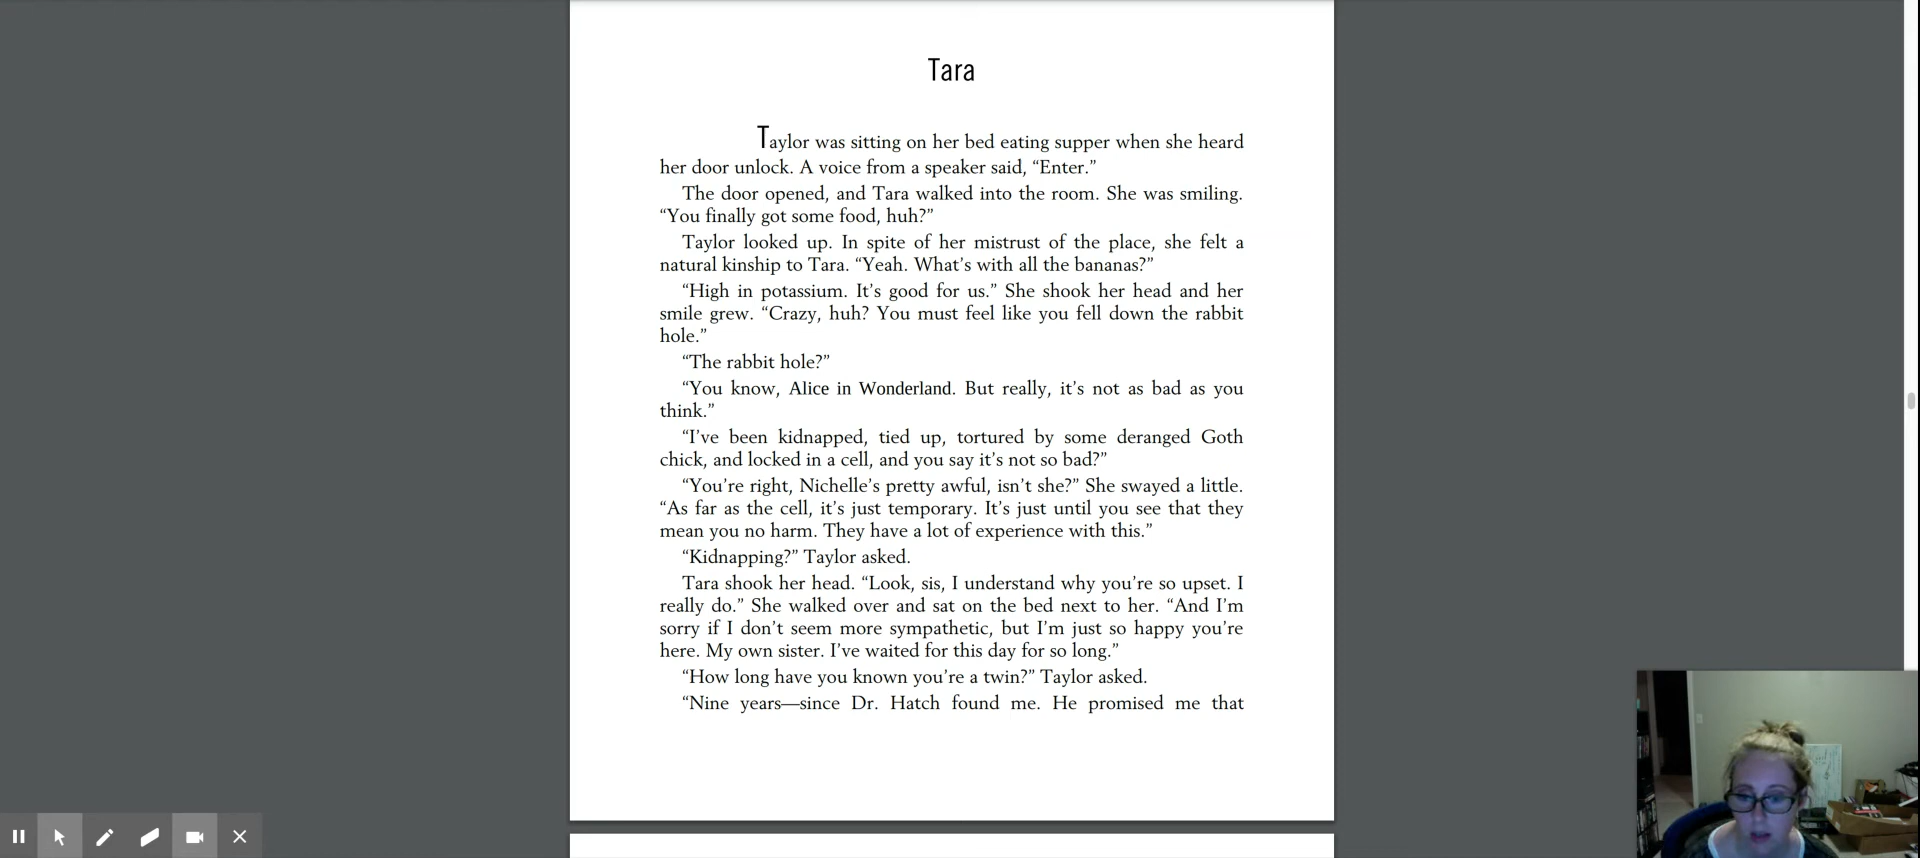 Tara
Taylor was sitting on her bed eating supper when she heard
her door unlock. A voice from a speaker said, “Enter.”
The door opened, and Tara walked into the room. She was smiling.
“You finally got some food, huh?”
Taylor looked up. In spite of her mistrust of the place, she felt a
natural kinship to Tara. “Yeah. What’s with all the bananas?”
“High in potassium. It’s good for us.” She shook her head and her
smile grew. “Crazy, huh? You must feel like you fell down the rabbit
hole.”
“The rabbit hole?”
“You know, Alice in Wonderland. But really, it’s not as bad as you
think.”
“I’ve been kidnapped, tied up, tortured by some deranged Goth
chick, and locked in a cell, and you say it’s not so bad?”
“You’re right, Nichelle’s pretty awful, isn’t she?” She swayed a little.
“As far as the cell, it’s just temporary. It’s just until you see that they
mean you no harm. They have a lot of experience with this.”
“Kidnapping?” Taylor asked.
Tara shook her head. “Look, sis, I understand why you’re so upset. I
really do.” She walked over and sat on the bed next to her. “And I’m
sorry if I don’t seem more sympathetic, but I’m just so happy you’re
here. My own sister. I’ve waited for this day for so long.”
“How long have you known you’re a twin?” Taylor asked.
“Nine years—since Dr. Hatch found me. He promised me that